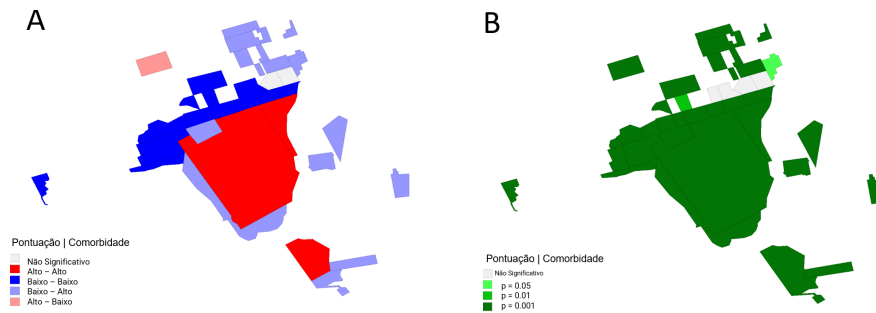 A
B
Pontuação | Comorbidade
Não Significativo
Alto – Alto
Baixo – Baixo
Baixo – Alto
Alto – Baixo
Pontuação | Comorbidade
Não Significativo
p = 0.05
p = 0.01
p = 0.001